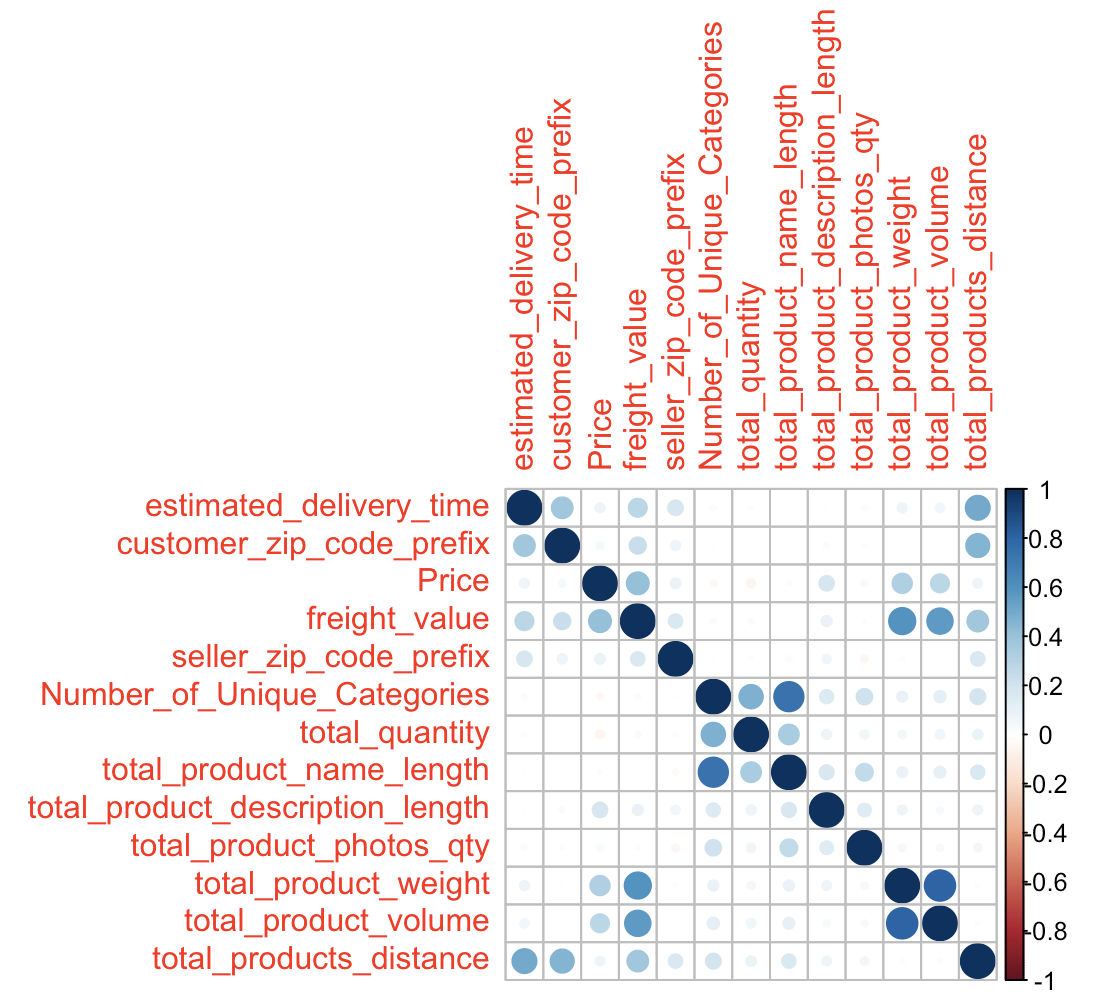 estimated_delivery_time
customer_zip_code_prefix
Price
freight_value
seller_zip_code_prefix
Number_of_Unique_Categories
total_quantity
total_product_name_length
total_product_description_length
total_product_photos_qty
total_product_weight
total_product_volume
total_products_distance
estimated_delivery_time
customer_zip_code_prefix
Price
freight_value
seller_zip_code_prefix
Number_of_Unique_Categories
total_quantity
total_product_name_length
total_product_description_length
total_product_photos_qty
total_product_weight
total_product_volume
total_products_distance
1
0.8
0.6
0.4
0.2
0
-0.2
-0.4
-0.6
-0.8
-1